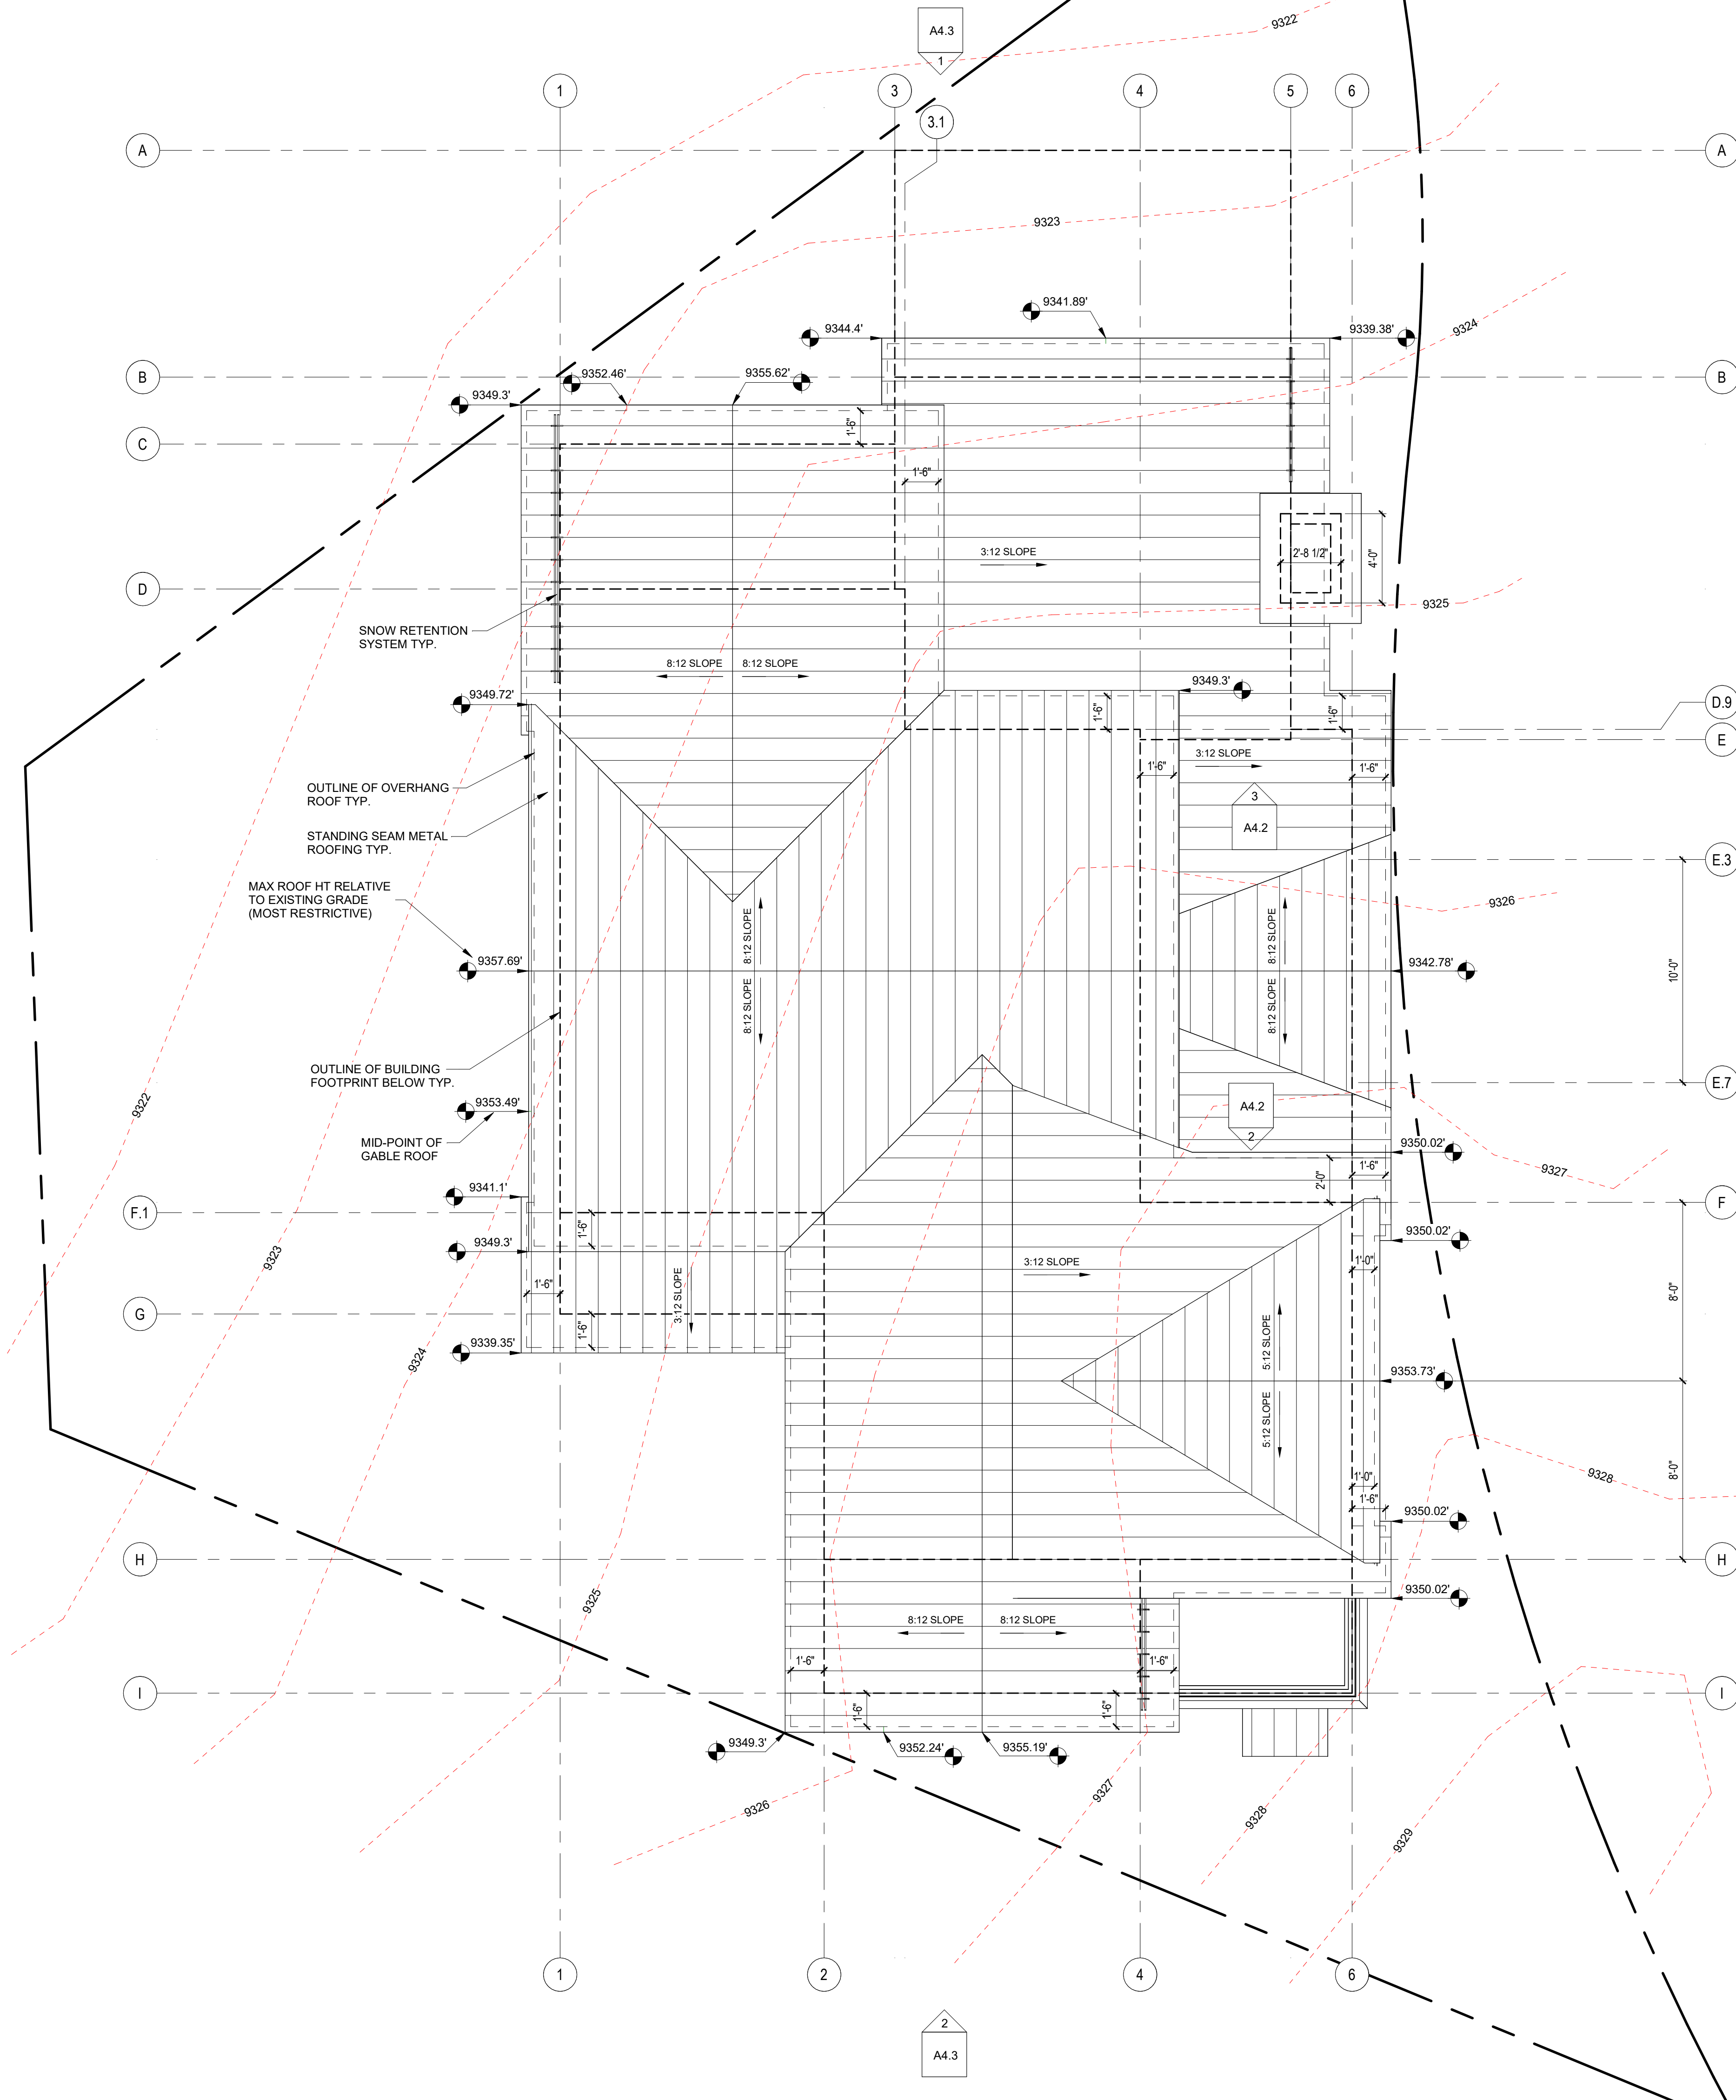 A4.3
1
9322
1
3
4
5
6
3.1
A
A
9323
9341.89'
9344.4'
9339.38'
9324
B
9352.46'
9355.62'
B
9349.3'
1'-6"
C
C
1'-6"
3:12 SLOPE
2'-8 1/2"
4'-0"
D
9325
SNOW RETENTION
SYSTEM TYP.
8:12 SLOPE
8:12 SLOPE
9349.72'
9349.3'
1'-6"
1'-6"
D.9
E
3:12 SLOPE
1'-6"
1'-6"
OUTLINE OF OVERHANG
ROOF TYP.
3
A4.2
STANDING SEAM METAL
ROOFING TYP.
E.3
MAX ROOF HT RELATIVE
TO EXISTING GRADE
(MOST RESTRICTIVE)
9326
8:12 SLOPE
8:12 SLOPE
9357.69'
9342.78'
10'-0"
8:12 SLOPE
8:12 SLOPE
OUTLINE OF BUILDING
FOOTPRINT BELOW TYP.
E.7
9322
9353.49'
A4.2
2
MID-POINT OF
GABLE ROOF
9350.02'
9327
1'-6"
2'-0"
9341.1'
F.1
F
1'-6"
9323
9349.3'
9350.02'
3:12 SLOPE
1'-0"
1'-6"
3:12 SLOPE
8'-0"
G
1'-6"
5:12 SLOPE
9339.35'
9324
9353.73'
5:12 SLOPE
8'-0"
9328
1'-0"
1'-6"
9350.02'
H
H
9325
9350.02'
8:12 SLOPE
8:12 SLOPE
1'-6"
1'-6"
I
I
1'-6"
1'-6"
9349.3'
9352.24'
9355.19'
9326
9327
9328
9329
1
2
4
6
2
A4.3